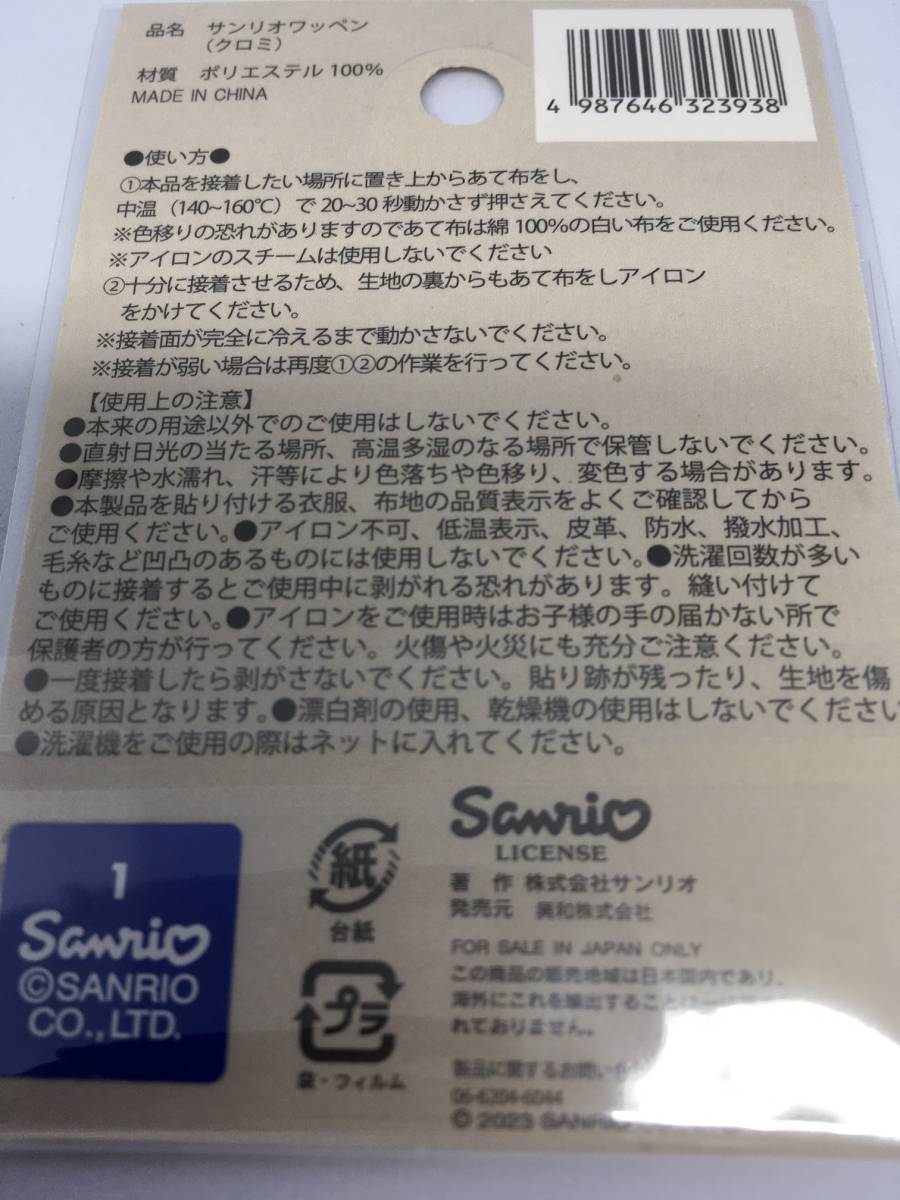 品名 サンリオワッペン
(クロミ)
材質 ポリエステル 100%
MADE IN CHINA
4 987646 323938
●使い方●
①本品を接着したい場所に置き上からあて布をし、
中温（140~160℃）で 20~30 秒動かさず押さえてください。
※色移りの恐れがありますのであて布は綿 100%の白い布をご使用ください。
※アイロンのスチームは使用しないでください
②十分に接着させるため、生地の裏からもあて布をしアイロン
をかけてください。
※接着面が完全に冷えるまで動かさないでください。
※接着が弱い場合は再度①②の作業を行ってください。
【使用上の注意】
●本来の用途以外でのご使用はしないでください。
●直射日光の当たる場所、高温多湿のなる場所で保管しないでください。
●摩擦や水濡れ、汗等により色落ちや色移り、変色する場合があります。
●本製品を貼り付ける衣服、布地の品質表示をよくご確認してから
ご使用ください。●アイロン不可、低温表示、皮革、防水、撥水加工、
毛糸など凹凸のあるものには使用しないでください。●洗濯回数が多い
ものに接着するとご使用中に剥がれる恐れがあります。縫い付けて
ご使用ください。●アイロンをご使用時はお子様の手の届かない所で
保護者の方が行ってください。火傷や火災にも充分ご注意ください。
●一度接着したら剥がさないでください。貼り跡が残ったり、生地を傷
める原因となります。●漂白剤の使用、乾燥機の使用はしないでください
●洗濯機をご使用の際はネットに入れてください。
1
Sanrio
©SANRIO
CO.,LTD.
紙
台紙
プラ
袋・フィルム
Sanrio
LICENSE
著 作 株式会社サンリオ
発売元 興和株式会社
FOR SALE IN JAPAN ONLY
この商品の販売地域は日本国内であり、
海外にこれを輸出することは一切
れておりません。
製品に関するお問い合
06-6204-6044
© 2023 SANRIO